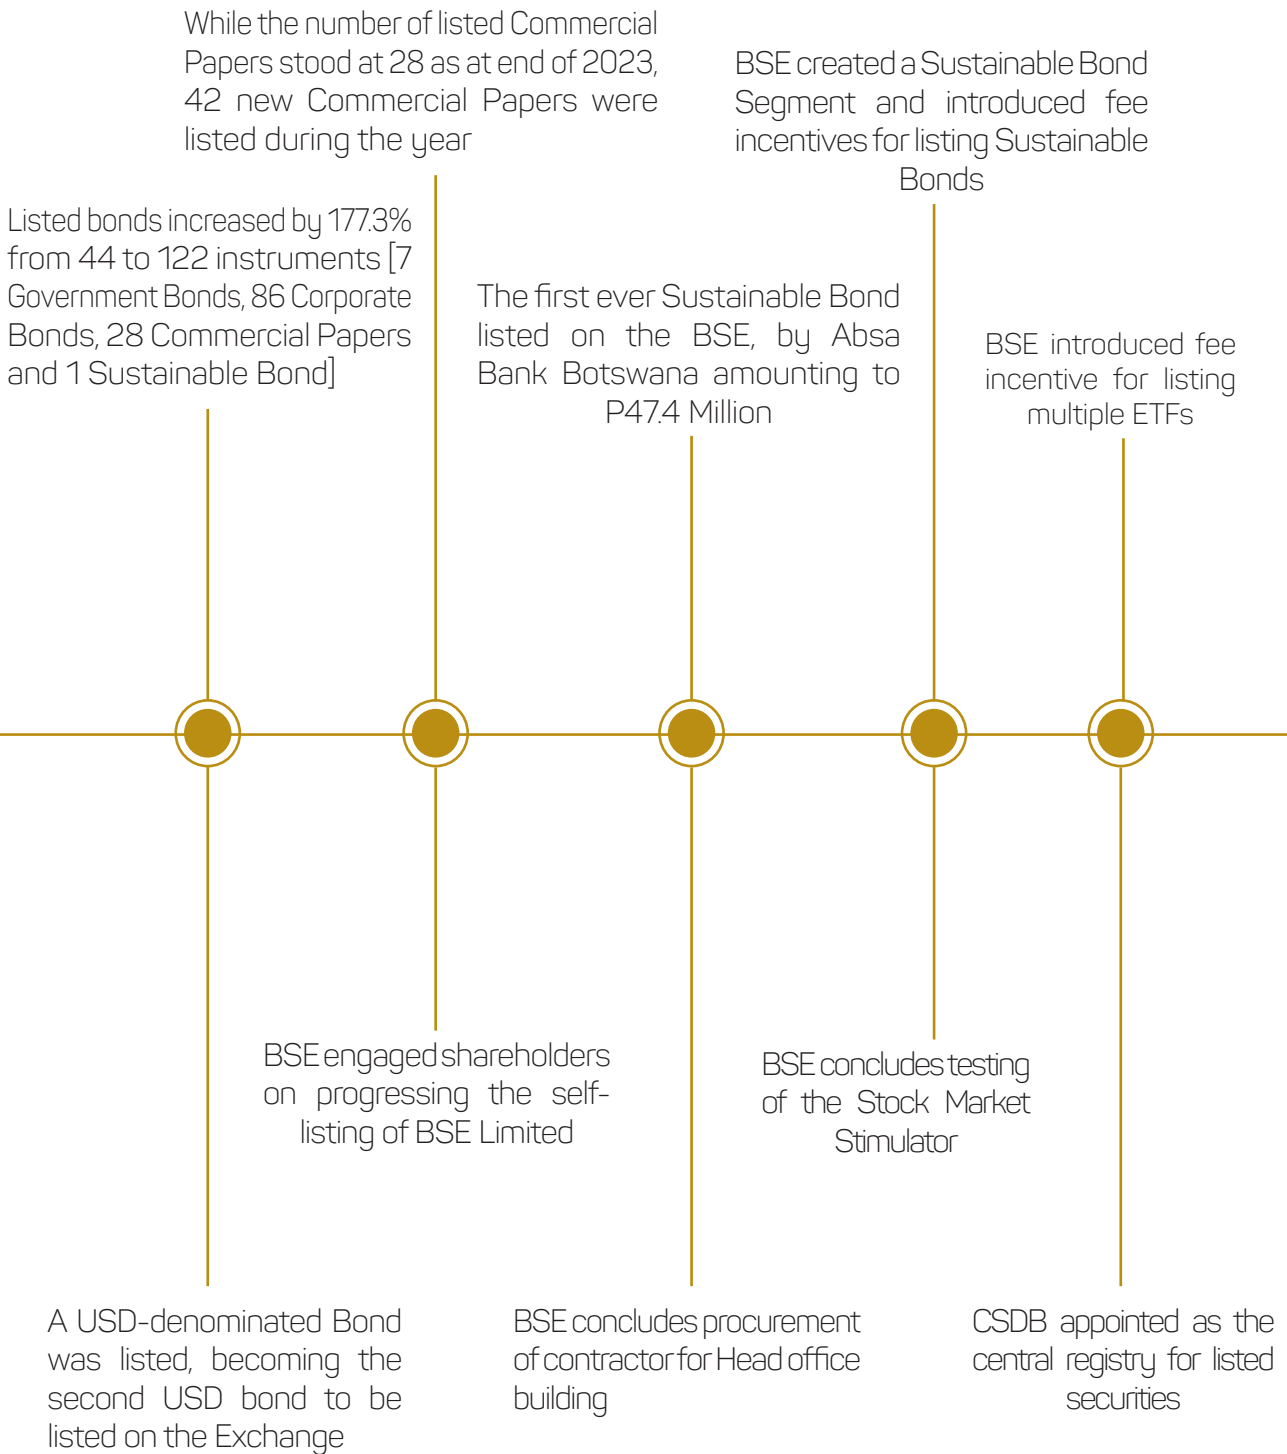 While the number of listed Commercial
Papers stood at 28 as at end of 2023,
42 new Commercial Papers were
listed during the year
BSE created a Sustainable Bond
Segment and introduced fee
incentives for listing Sustainable
Bonds
Listed bonds increased by 177.3%
from 44 to 122 instruments [7
Government Bonds, 86 Corporate
Bonds, 28 Commercial Papers
and 1 Sustainable Bond]
The first ever Sustainable Bond
listed on the BSE, by Absa
Bank Botswana amounting to
P47.4 Million
BSE introduced fee
incentive for listing
multiple ETFs
BSE engaged shareholders
on progressing the self-
listing of BSE Limited
BSE concludes testing
of the Stock Market
Stimulator
A USD-denominated Bond
was listed, becoming the
second USD bond to be
listed on the Exchange
BSE concludes procurement
of contractor for Head office
building
CSDB appointed as the
central registry for listed
securities